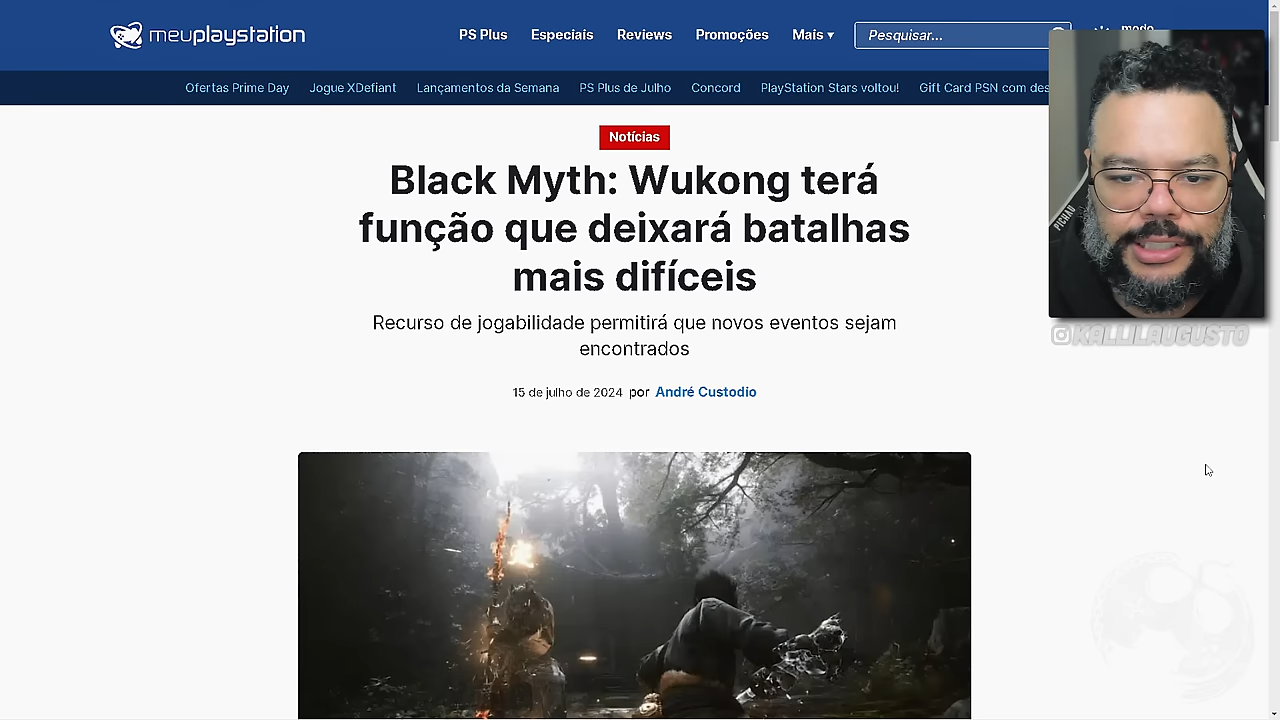 meuplaystation
PS Plus Especiais Reviews Promoções Mais ▾ Pesquisar...
Ofertas Prime Day Jogue XDefiant Lançamentos da Semana PS Plus de Julho Concord PlayStation Stars voltou! Gift Card PSN com des
Notícias
Black Myth: Wukong terá
função que deixará batalhas
mais difíceis
Recurso de jogabilidade permitirá que novos eventos sejam
encontrados
15 de julho de 2024 por André Custodio
PICHAU
KALLILAUGUSTO